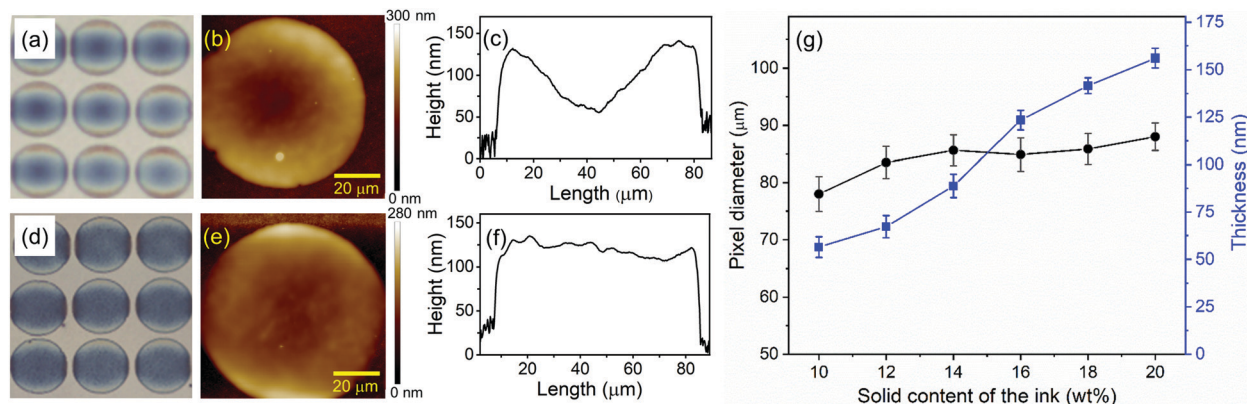 (a)
(b)
300 nm
20 μm
0 nm
(c)
Height (nm)
150
100
50
0
0 20 40 60 80
Length (μm)
(d)
(e)
280 nm
20 μm
0 nm
(f)
Height (nm)
150
100
50
0
20 40 60 80
Length (μm)
(g)
Pixel diameter (μm)
100
90
80
70
60
50
10 12 14 16 18 20
Solid content of the ink (wt%)
175
150
125
100
75
50
25
0
Thickness (nm)